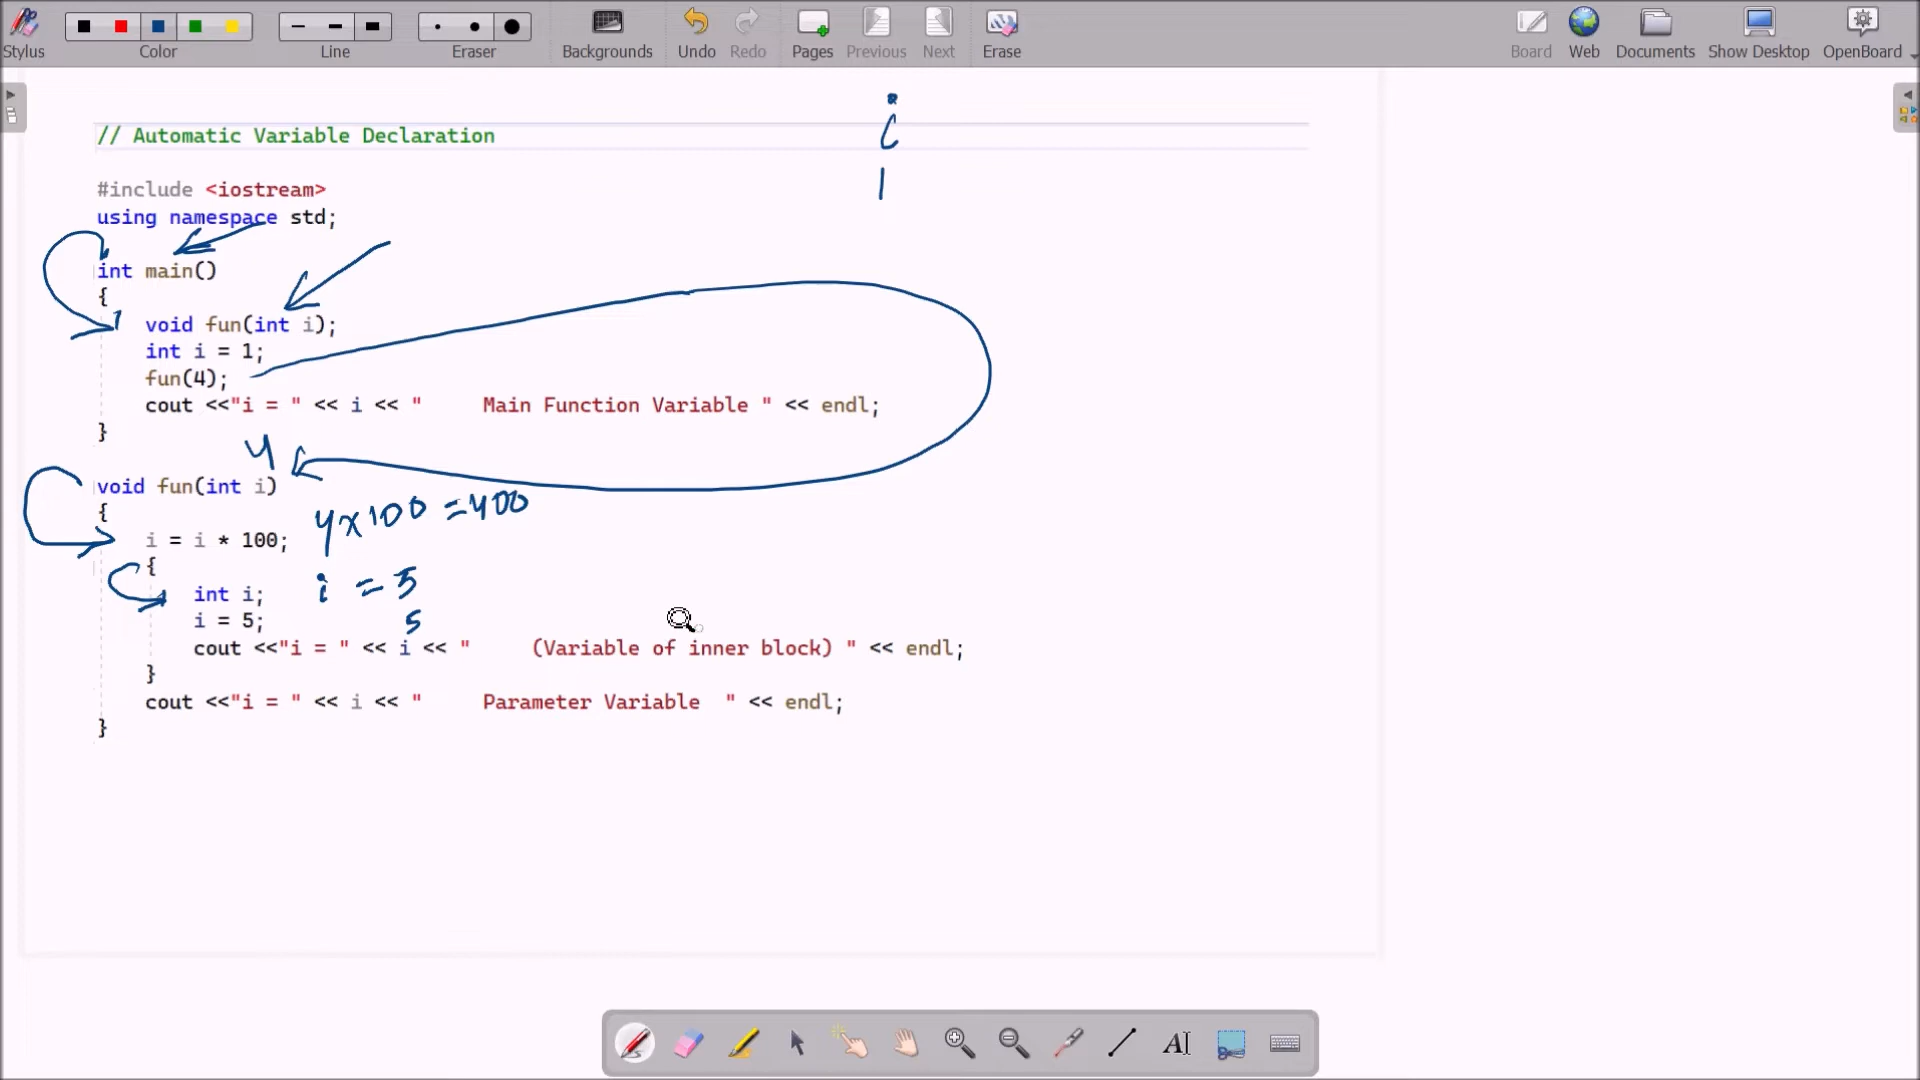 Stylus Color Line Eraser Backgrounds Undo Redo Pages Previous Next Erase Board Web Documents Show Desktop OpenBoard
i
// Automatic Variable Declaration
1
#include <iostream>
using namespace std;
int main()
{
void fun(int i);
int i = 1;
fun(4);
cout <<"i = " << i << "     Main Function Variable " << endl;
}
4
void fun(int i)
{
4x100 =400
i = i * 100;
{
int i;
i = 5
i = 5;
5
cout <<"i = " << i << "     (Variable of inner block) " << endl;
}
cout <<"i = " << i << "     Parameter Variable  " << endl;
}
AI